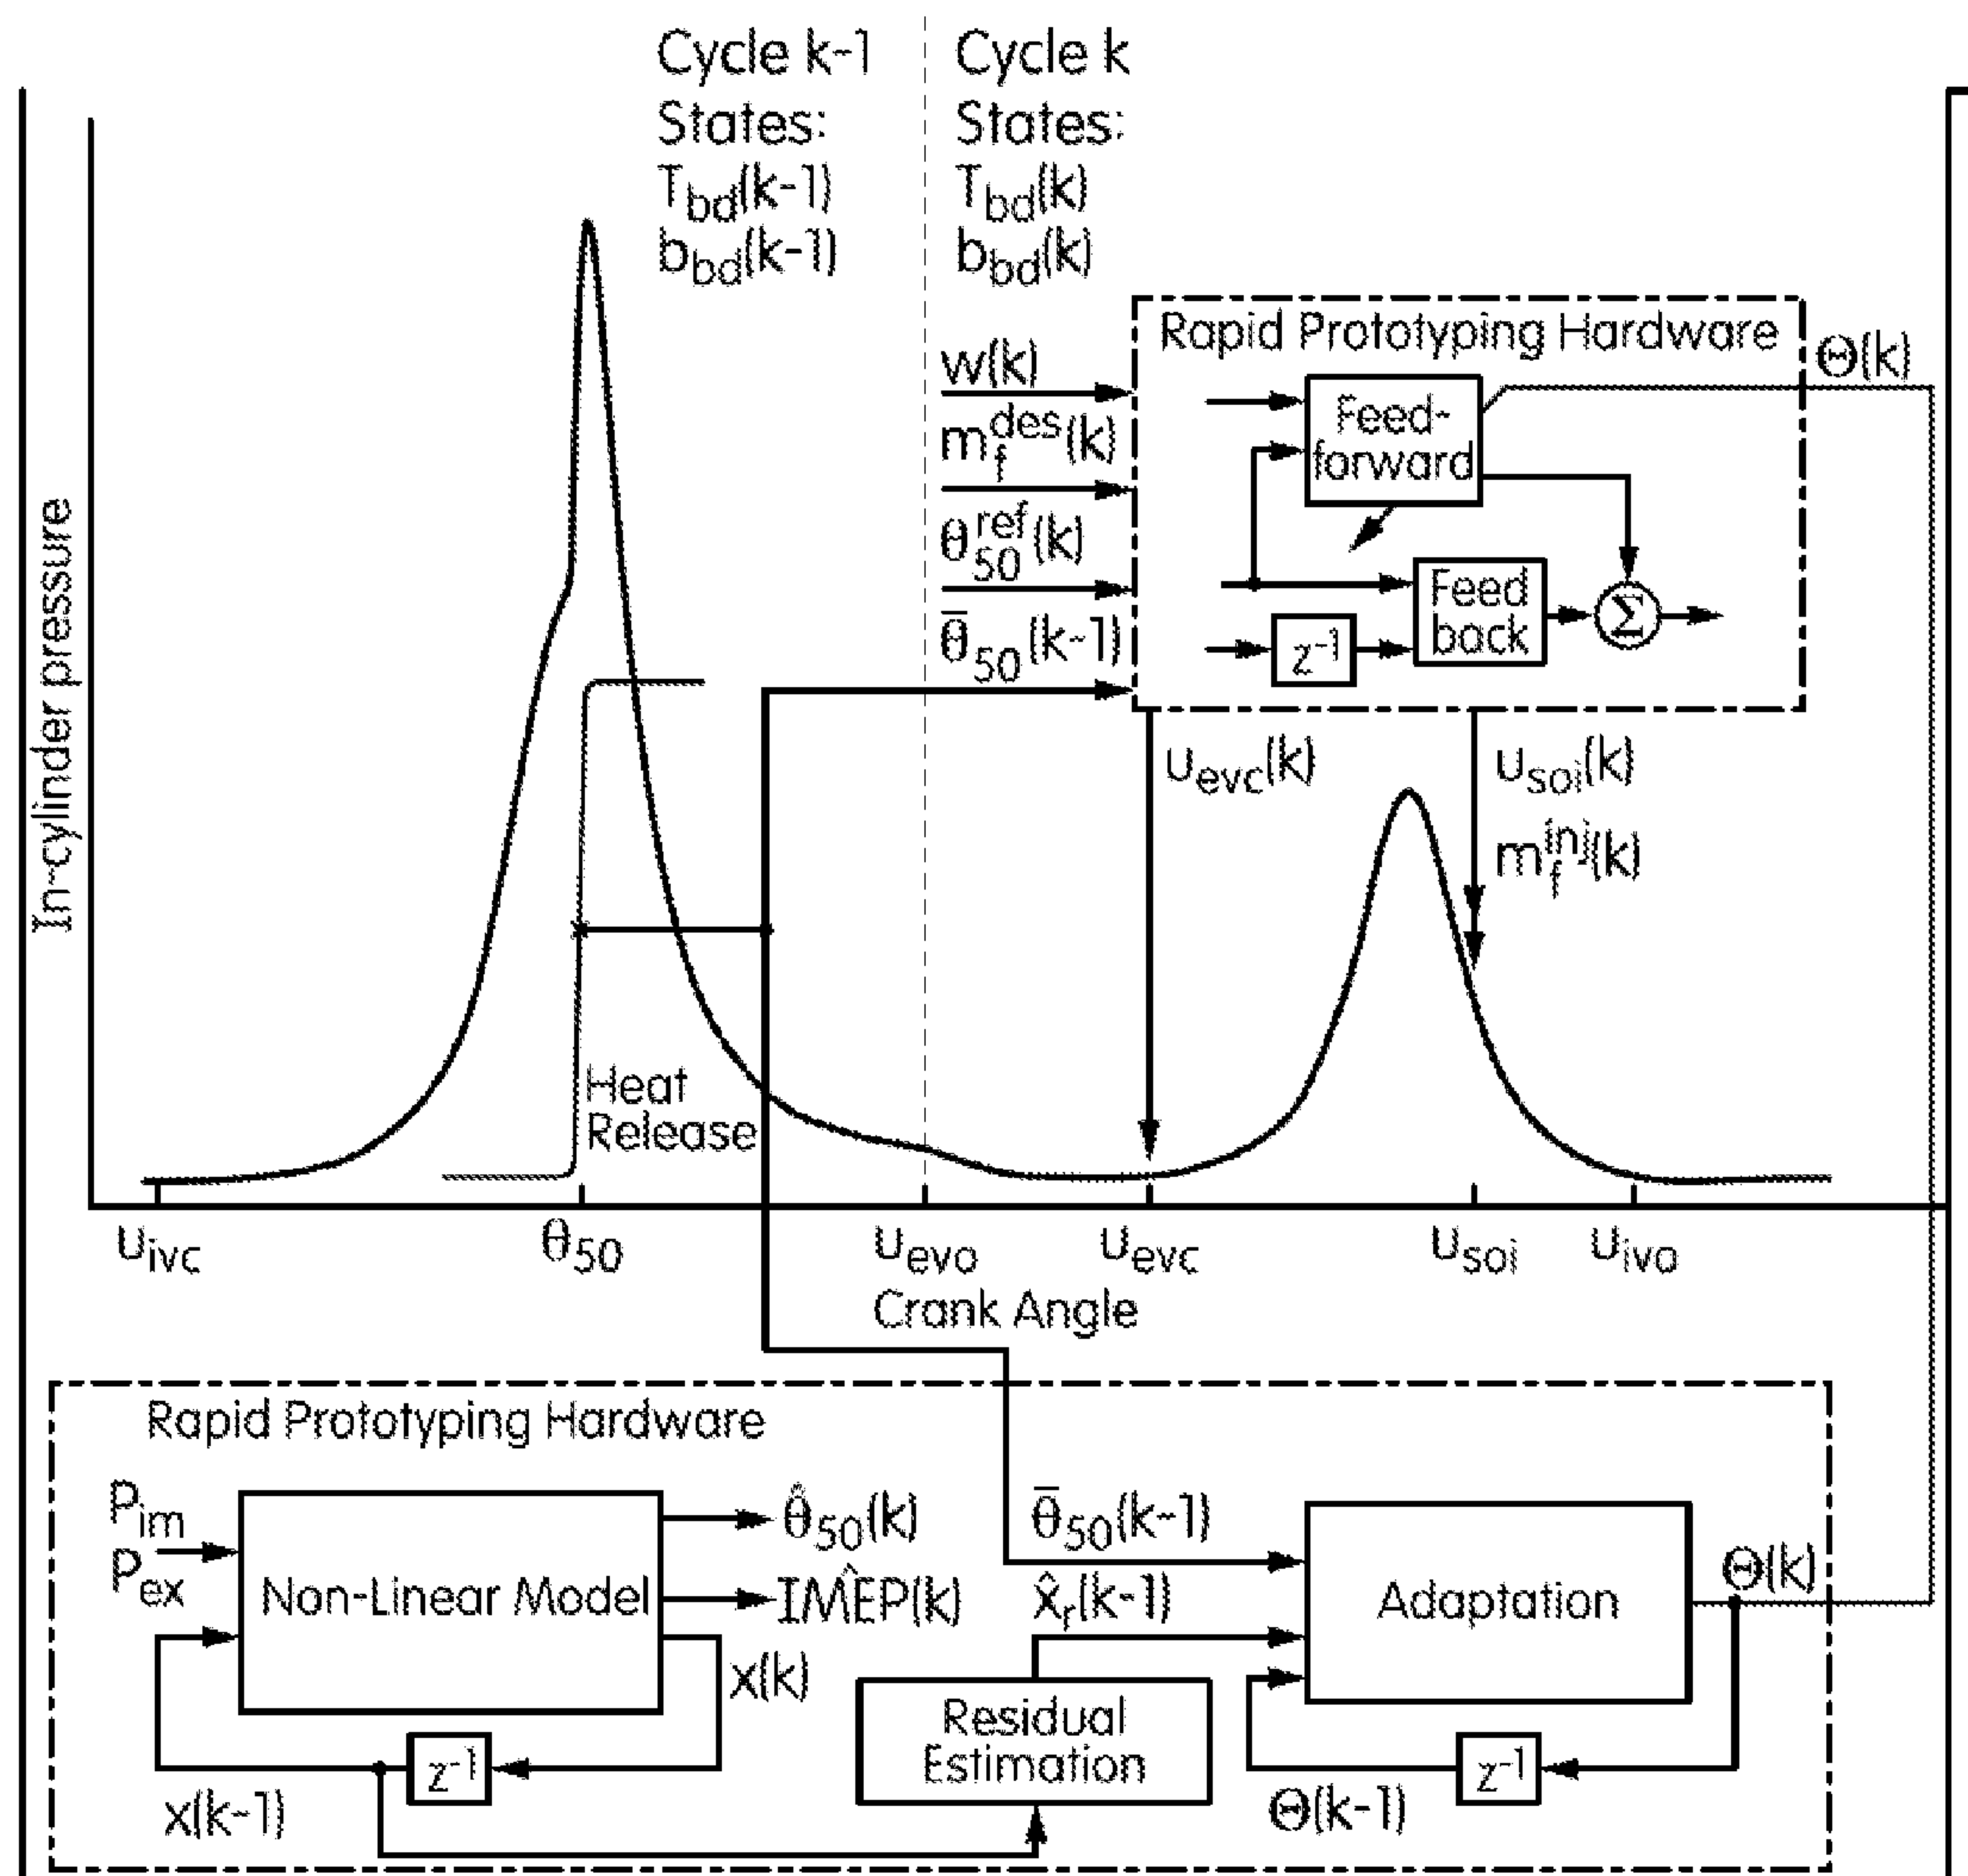 Cycle k-1
States:
T_bd(k-1)
b_bd(k-1)
Cycle k
States:
T_bd(k)
b_bd(k)
Rapid Prototyping Hardware
Θ(k)
w(k)
m_f^des(k)
θ_50^ref(k)
θ̄_50(k-1)
Feed-
forward
Feed
back
z^-1
Σ
u_evc(k)
u_soi(k)
m_f^inj(k)
In-cylinder pressure
Heat
Release
u_ivc
θ_50
u_evo
u_evc
u_soi
u_ivo
Crank Angle
Rapid Prototyping Hardware
P_im
P_ex
Non-Linear Model
θ̂_50(k)
IM̂EP(k)
x(k)
z^-1
x(k-1)
θ̄_50(k-1)
x̂_r(k-1)
Residual
Estimation
Adaptation
Θ(k)
z^-1
Θ(k-1)